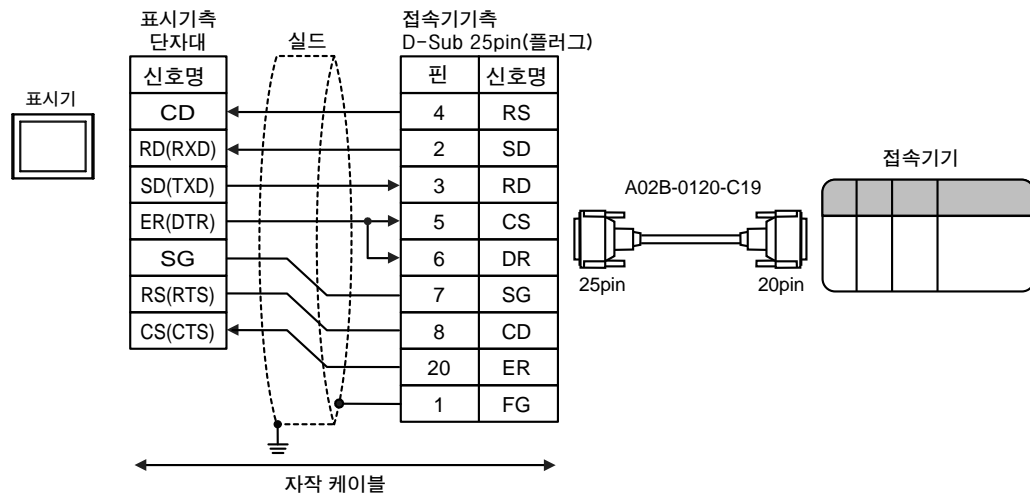 표시기
표시기측
단자대
실드
접속기기측
D-Sub 25pin(플러그)
신호명
핀 신호명
CD 4 RS
RD(RXD) 2 SD
SD(TXD) 3 RD
ER(DTR) 5 CS
SG 6 DR
RS(RTS) 7 SG
CS(CTS) 8 CD
20 ER
1 FG
자작 케이블
A02B-0120-C19
25pin
20pin
접속기기